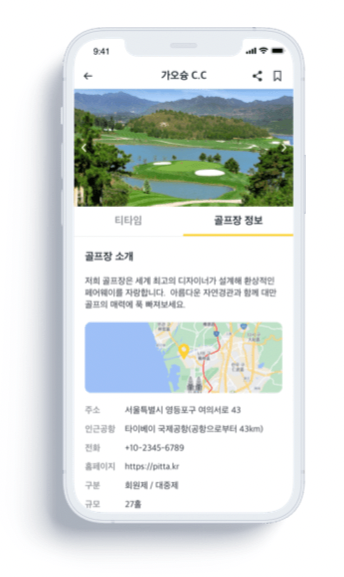 9:41
가오슝 C.C
티타임
골프장 정보
골프장 소개
저희 골프장은 세계 최고의 디자이너가 설계해 환상적인
페어웨이를 자랑합니다. 아름다운 자연경관과 함께 대만
골프의 매력에 푹 빠져보세요.
주소 서울특별시 영등포구 여의서로 43
인근공항 타이베이 국제공항(공항으로부터 43km)
전화 +10-2345-6789
홈페이지 https://pitta.kr
구분 회원제 / 대중제
규모 27홀